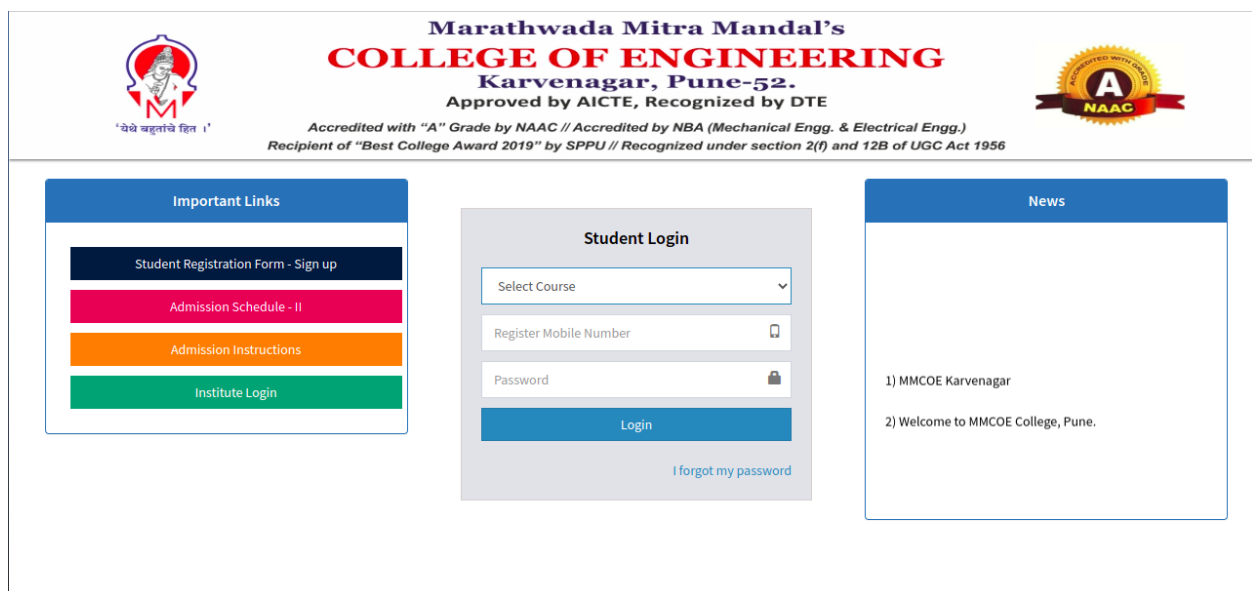 Marathwada Mitra Mandal's
COLLEGE OF ENGINEERING
Karvenagar, Pune-52.
Approved by AICTE, Recognized by DTE
Accredited with "A" Grade by NAAC // Accredited by NBA (Mechanical Engg. & Electrical Engg.)
Recipient of "Best College Award 2019" by SPPU // Recognized under section 2(f) and 12B of UGC Act 1956
M
'येथे बहुतांचे हित ।'
ACCREDITED WITH GRADE
A
NAAC
Important Links
Student Registration Form - Sign up
Admission Schedule - II
Admission Instructions
Institute Login
Student Login
Select Course
Register Mobile Number
Password
Login
I forgot my password
News
1) MMCOE Karvenagar
2) Welcome to MMCOE College, Pune.